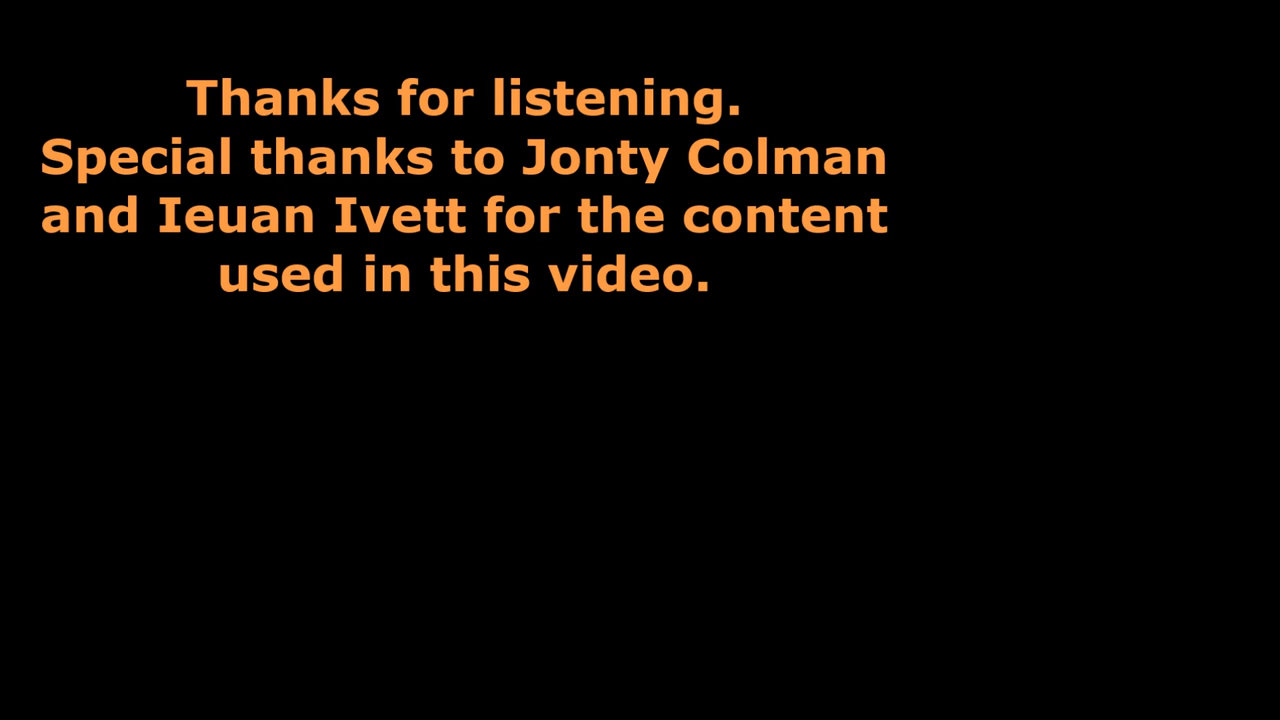 Thanks for listening.
Special thanks to Jonty Colman
and Ieuan Ivett for the content
used in this video.